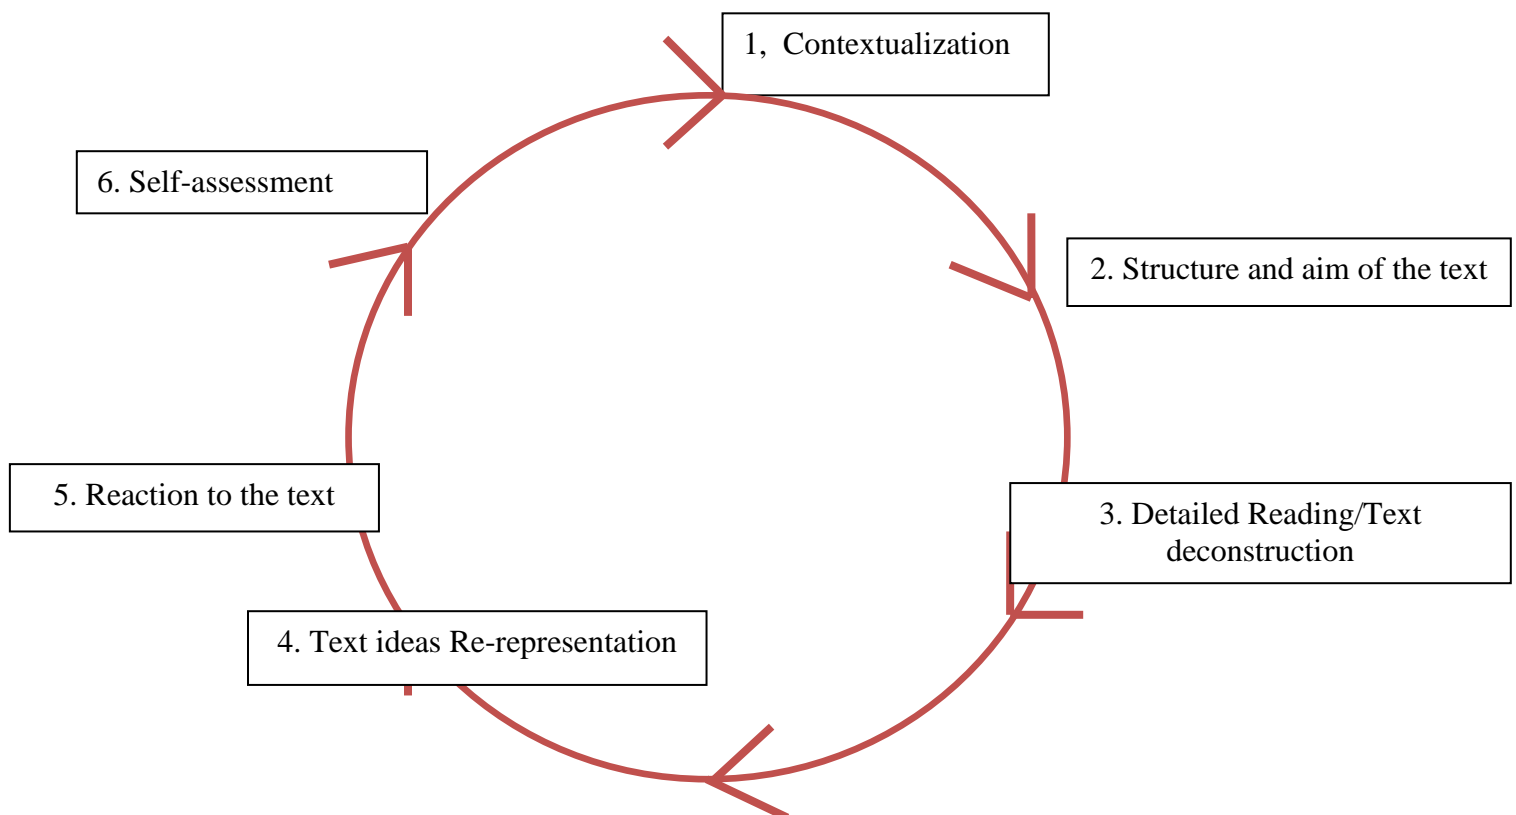 1,  Contextualization
2. Structure and aim of the text
3. Detailed Reading/Text
deconstruction
4. Text ideas Re-representation
5. Reaction to the text
6. Self-assessment